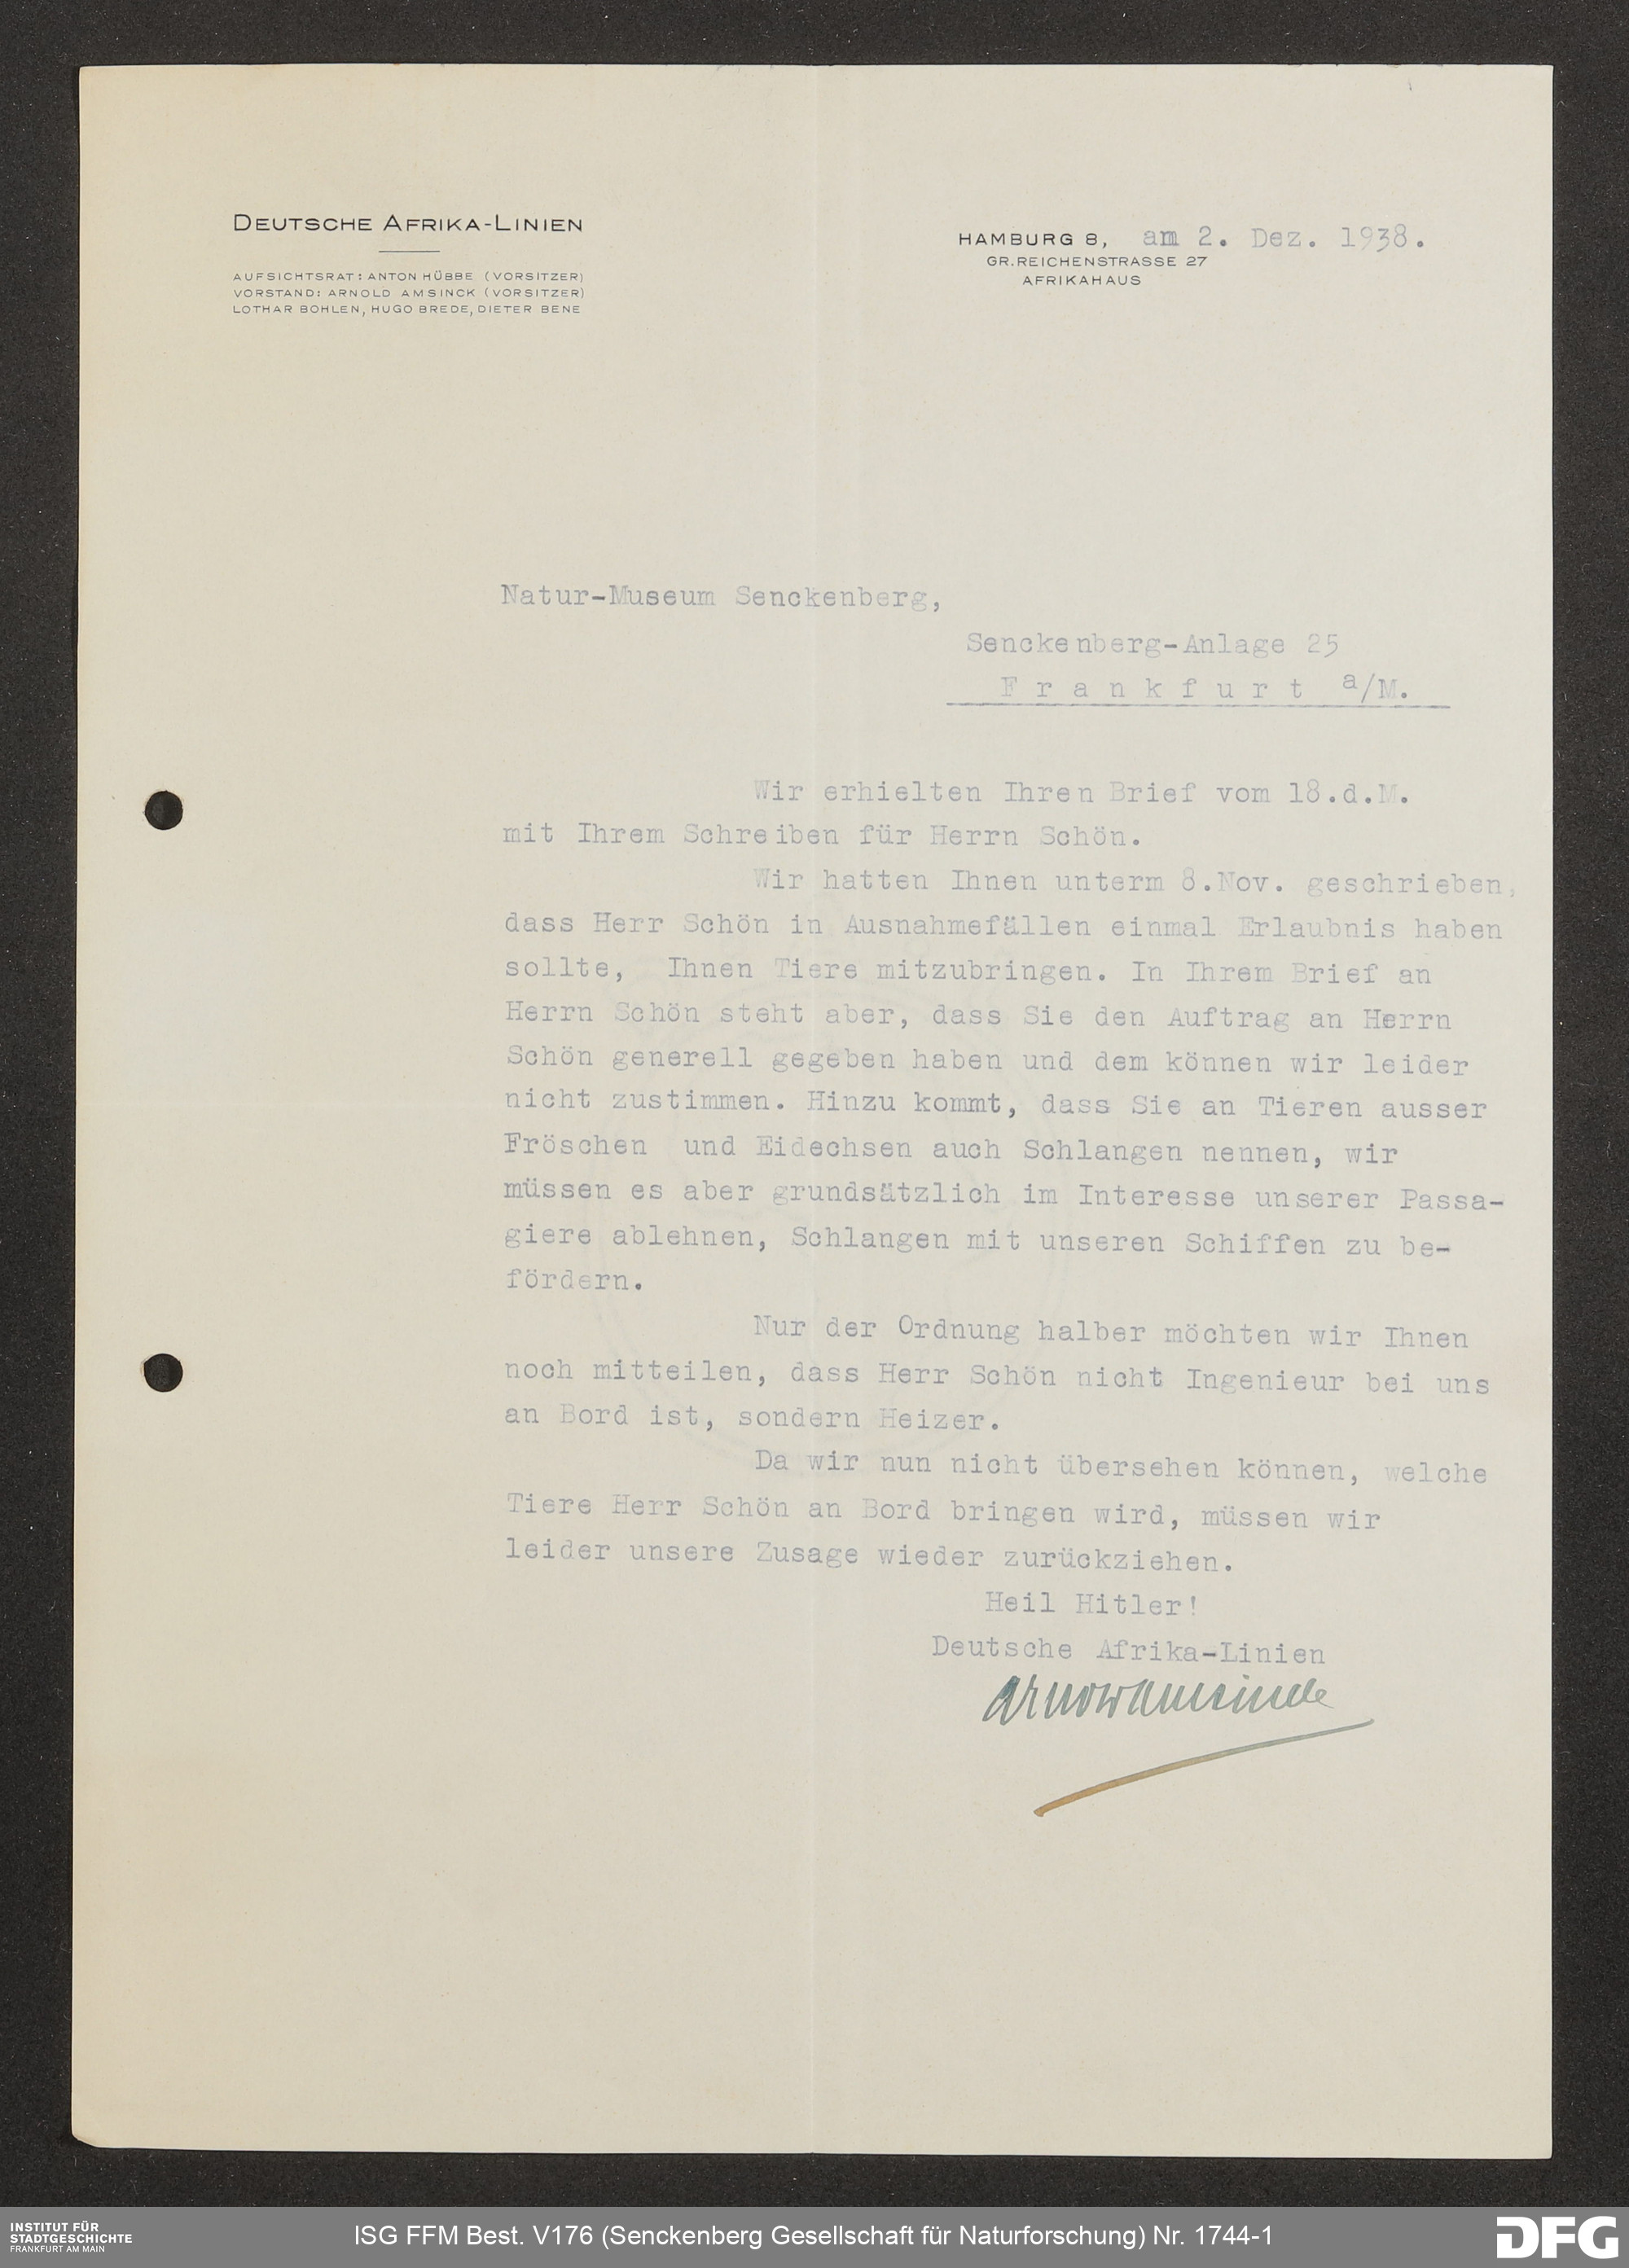 DEUTSCHE AFRIKA-LINIEN
AUFSICHTSRAT: ANTON HÜBBE (VORSITZER)
VORSTAND: ARNOLD AMSINCK (VORSITZER)
LOTHAR BOHLEN, HUGO BREDE, DIETER BENE
HAMBURG 8, am 2. Dez. 1938.
GR. REICHENSTRASSE 27
AFRIKAHAUS
Natur-Museum Senckenberg,
Senckenberg-Anlage 25
F r a n k f u r t a/M.
Wir erhielten Ihren Brief vom 18.d.M.
mit Ihrem Schreiben für Herrn Schön.
Wir hatten Ihnen unterm 8.Nov. geschrieben,
dass Herr Schön in Ausnahmefällen einmal Erlaubnis haben
sollte, Ihnen Tiere mitzubringen. In Ihrem Brief an
Herrn Schön steht aber, dass Sie den Auftrag an Herrn
Schön generell gegeben haben und dem können wir leider
nicht zustimmen. Hinzu kommt, dass Sie an Tieren ausser
Fröschen und Eidechsen auch Schlangen nennen, wir
müssen es aber grundsätzlich im Interesse unserer Passa-
giere ablehnen, Schlangen mit unseren Schiffen zu be-
fördern.
Nur der Ordnung halber möchten wir Ihnen
noch mitteilen, dass Herr Schön nicht Ingenieur bei uns
an Bord ist, sondern Heizer.
Da wir nun nicht übersehen können, welche
Tiere Herr Schön an Bord bringen wird, müssen wir
leider unsere Zusage wieder zurückziehen.
Heil Hitler!
Deutsche Afrika-Linien
Arnold Amsinck
INSTITUT FÜR
STADTGESCHICHTE
FRANKFURT AM MAIN
ISG FFM Best. V176 (Senckenberg Gesellschaft für Naturforschung) Nr. 1744-1
DFG